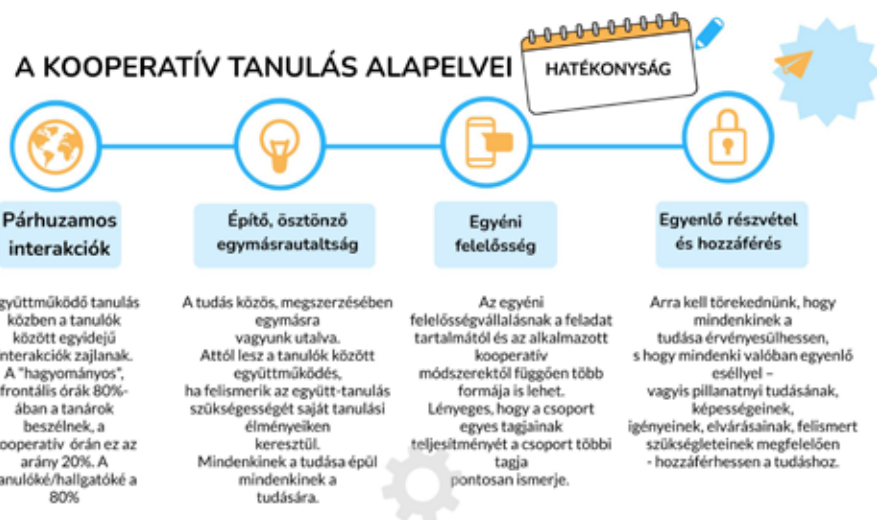 A KOOPERATÍV TANULÁS ALAPELVEI
HATÉKONYSÁG
Párhuzamos
interakciók
gyüttműködő tanulás
közben a tanulók
között egyidejű
nterakciók zajlanak.
A "hagyományos",
frontális órák 80%-
ában a tanárok
beszélnek, a
ooperatív órán ez az
arány 20%. A
anulóké/hallgatóké a
80%
Építő, ösztönző
egymásrautaltság
A tudás közös, megszerzésében
egymásra
vagyunk utalva.
Attól lesz a tanulók között
együttműködés,
ha felismerik az együtt-tanulás
szükségességét saját tanulási
élményeiken
keresztül.
Mindenkinek a tudása épül
mindenkinek a
tudására.
Egyéni
felelősség
Az egyéni
felelősségvállalásnak a feladat
tartalmától és az alkalmazott
kooperatív
módszerektől függően több
formája is lehet.
Lényeges, hogy a csoport
egyes tagjainak
teljesítményét a csoport többi
tagja
pontosan ismerje.
Egyenlő részvétel
és hozzáférés
Arra kell törekednünk, hogy
mindenkinek a
tudása érvényesülhessen,
s hogy mindenki valóban egyenlő
eséllyel –
vagyis pillanatnyi tudásának,
képességeinek,
igényeinek, elvárásainak, felismert
szükségleteinek megfelelően
- hozzáférhessen a tudáshoz.